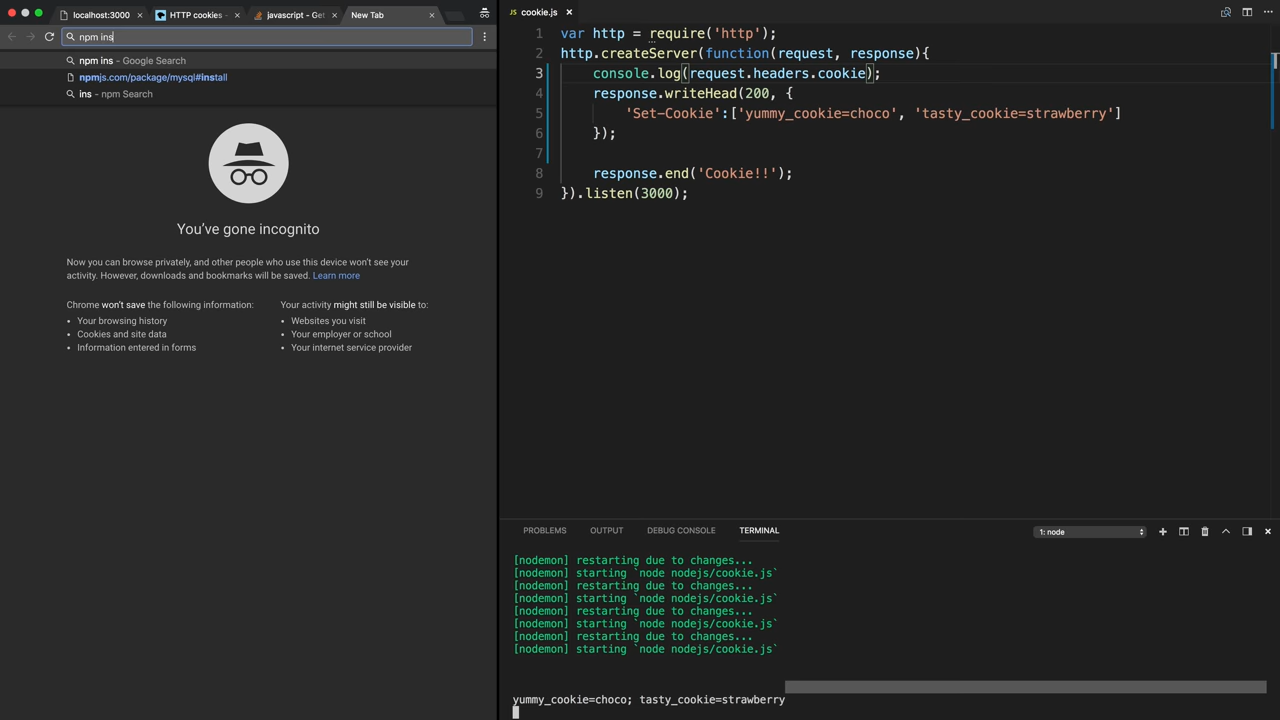 localhost:3000
HTTP cookies -
javascript - Get
New Tab
npm ins
npm ins - Google Search
npmjs.com/package/mysql#install
ins - npm Search
You've gone incognito
Now you can browse privately, and other people who use this device won't see your
activity. However, downloads and bookmarks will be saved. Learn more
Chrome won't save the following information:
• Your browsing history
• Cookies and site data
• Information entered in forms
Your activity might still be visible to:
• Websites you visit
• Your employer or school
• Your internet service provider
JS cookie.js
1 var http = require('http');
2 http.createServer(function(request, response){
3 console.log(request.headers.cookie);
4 response.writeHead(200, {
5 'Set-Cookie':['yummy_cookie=choco', 'tasty_cookie=strawberry']
6 });
7
8 response.end('Cookie!!');
9 }).listen(3000);
PROBLEMS OUTPUT DEBUG CONSOLE TERMINAL
1: node
[nodemon] restarting due to changes...
[nodemon] starting `node nodejs/cookie.js`
[nodemon] restarting due to changes...
[nodemon] starting `node nodejs/cookie.js`
[nodemon] restarting due to changes...
[nodemon] starting `node nodejs/cookie.js`
[nodemon] restarting due to changes...
[nodemon] starting `node nodejs/cookie.js`
yummy_cookie=choco; tasty_cookie=strawberry